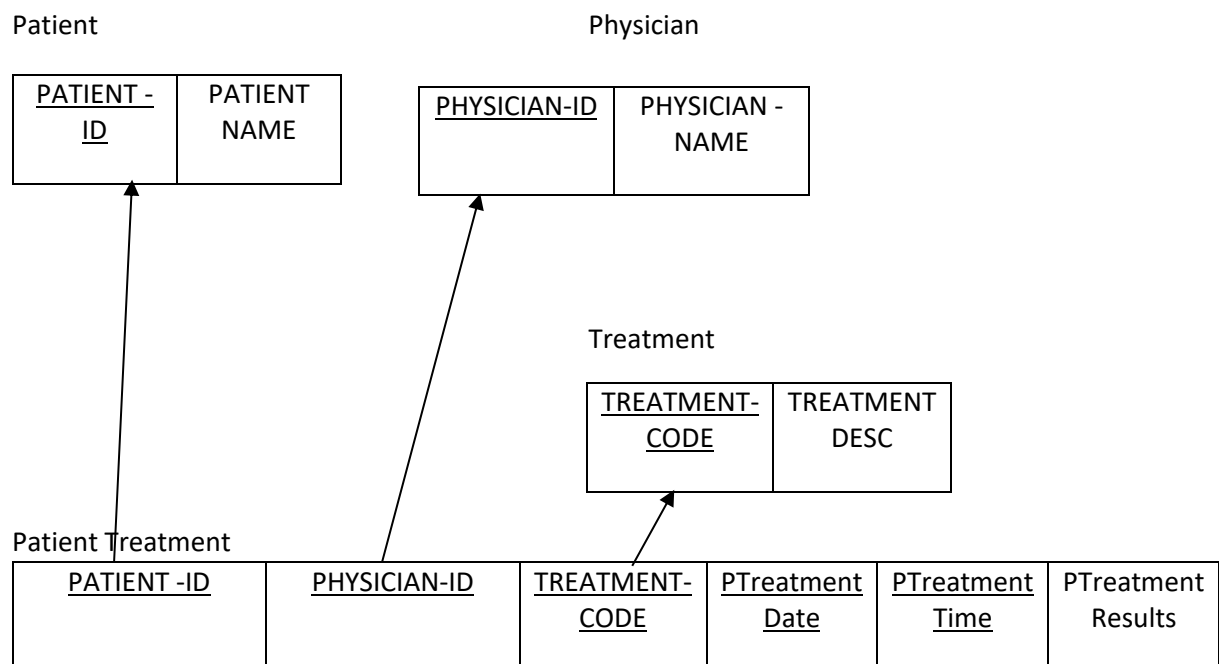 Patient
Physician
PATIENT -
ID
PATIENT
NAME
PHYSICIAN-ID
PHYSICIAN -
NAME
Treatment
TREATMENT-
CODE
TREATMENT
DESC
Patient Treatment
PATIENT -ID
PHYSICIAN-ID
TREATMENT-
CODE
PTreatment
Date
PTreatment
Time
PTreatment
Results